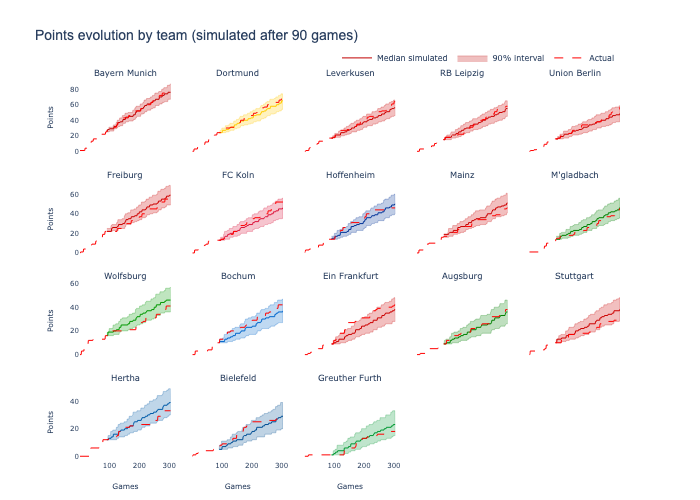 Points evolution by team (simulated after 90 games)
Median simulated 90% interval Actual
Bayern Munich Dortmund Leverkusen RB Leipzig Union Berlin
Points
80
60
40
20
0
Freiburg FC Koln Hoffenheim Mainz M'gladbach
Points
60
40
20
0
Wolfsburg Bochum Ein Frankfurt Augsburg Stuttgart
Points
60
40
20
0
Hertha Bielefeld Greuther Furth
Points
40
20
0
100 200 300 100 200 300 100 200 300
Games Games Games